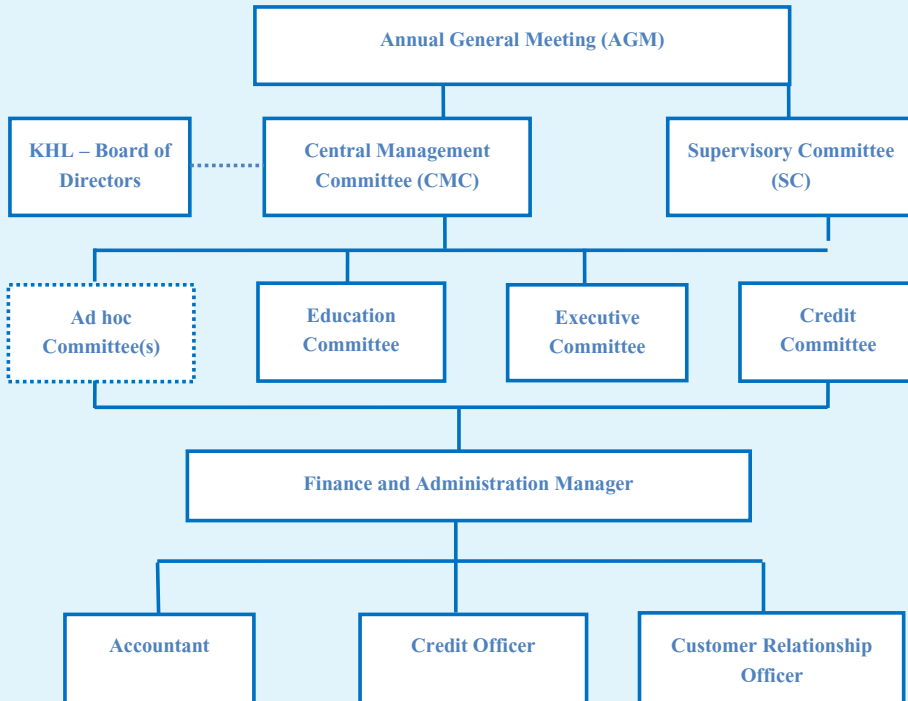 Annual General Meeting (AGM)
KHL – Board of
Directors
Central Management
Committee (CMC)
Supervisory Committee
(SC)
Ad hoc
Committee(s)
Education
Committee
Executive
Committee
Credit
Committee
Finance and Administration Manager
Accountant
Credit Officer
Customer Relationship
Officer